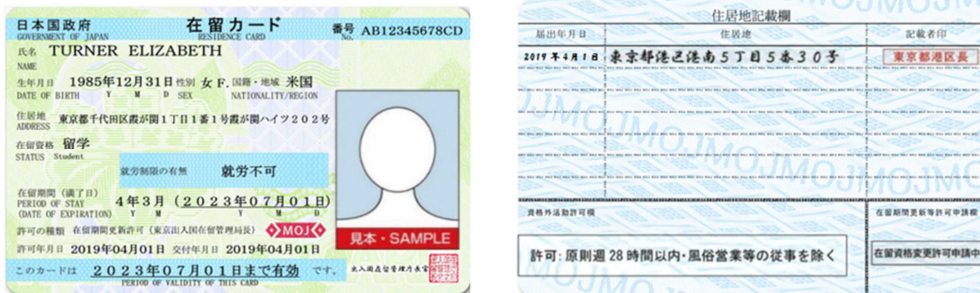 日本国政府 在留カード 番号 AB12345678CD
GOVERNMENT OF JAPAN RESIDENCE CARD No.
氏名 TURNER ELIZABETH
NAME
生年月日 1985年12月31日 性別 女 F. 国籍・地域 米国
DATE OF BIRTH Y M D SEX NATIONALITY/REGION
住居地 東京都千代田区霞が関1丁目1番1号霞が関ハイツ202号
ADDRESS
在留資格 留学
STATUS Student
就労制限の有無 就労不可
在留期間(満了日) 4年3月(2023年07月01日)
PERIOD OF STAY
(DATE OF EXPIRATION) Y M Y M D
見本・SAMPLE
許可の種類 在留期間更新許可(東京出入国在留管理局長) MOJ
許可年月日 2019年04月01日 交付年月日 2019年04月01日
このカードは 2023年07月01日まで有効 です。 出入国在留管理庁長官
PERIOD OF VALIDITY OF THIS CARD
住居地記載欄
届出年月日 住居地 記載者印
2019年4月1日 東京都港区港南5丁目5番30号 東京都港区長
MOJMOJMOJMOJ
資格外活動許可欄 在留期間更新等許可申請欄
許可:原則週28時間以内・風俗営業等の従事を除く 在留資格変更許可申請中